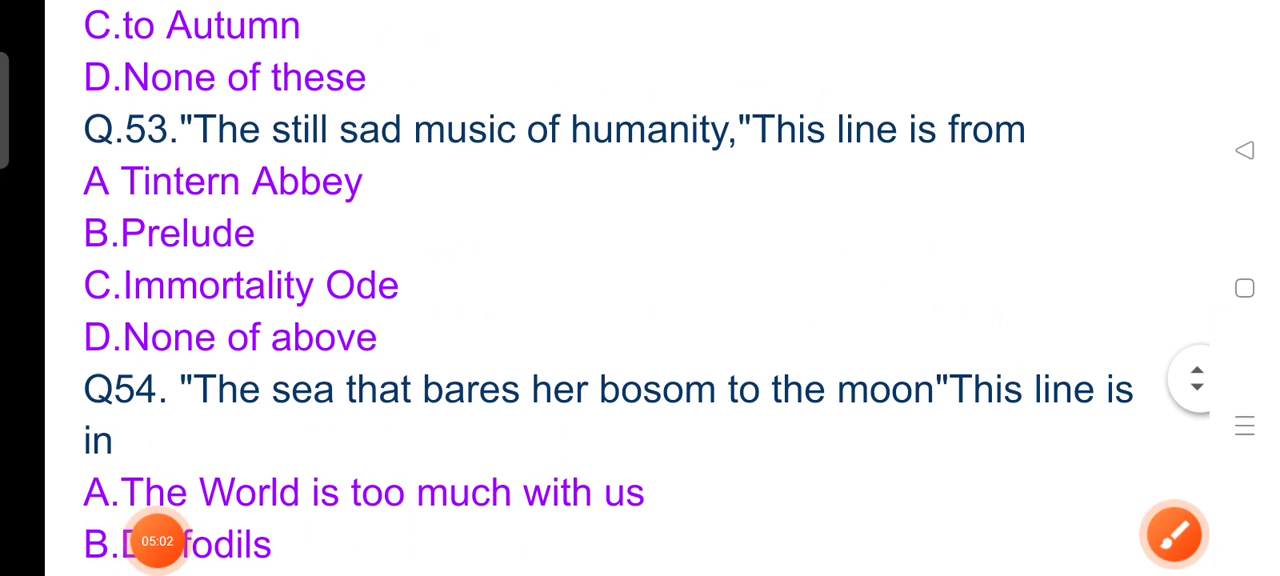 C.to Autumn
D.None of these
Q.53."The still sad music of humanity,"This line is from
A Tintern Abbey
B.Prelude
C.Immortality Ode
D.None of above
Q54. "The sea that bares her bosom to the moon"This line is
in
A.The World is too much with us
B.
05:02